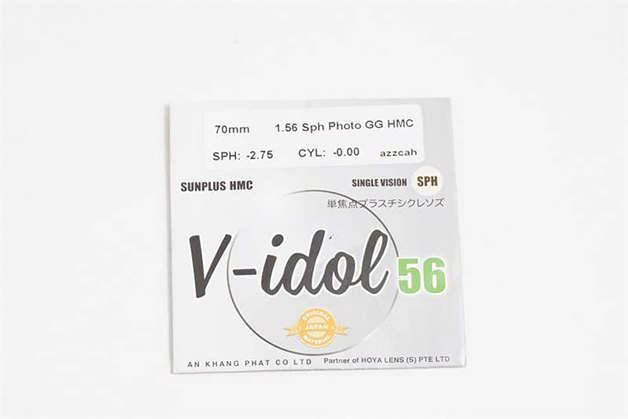 70mm 1.56 Sph Photo GG HMC
SPH: -2.75 CYL: -0.00 azzcah
SUNPLUS HMC SINGLE VISION SPH
単焦点プラスチシクレソズ
V-idol 56
ORIGINAL
JAPAN
MATERIAL
AN KHANG PHAT CO LTD Partner of HOYA LENS (S) PTE LTD